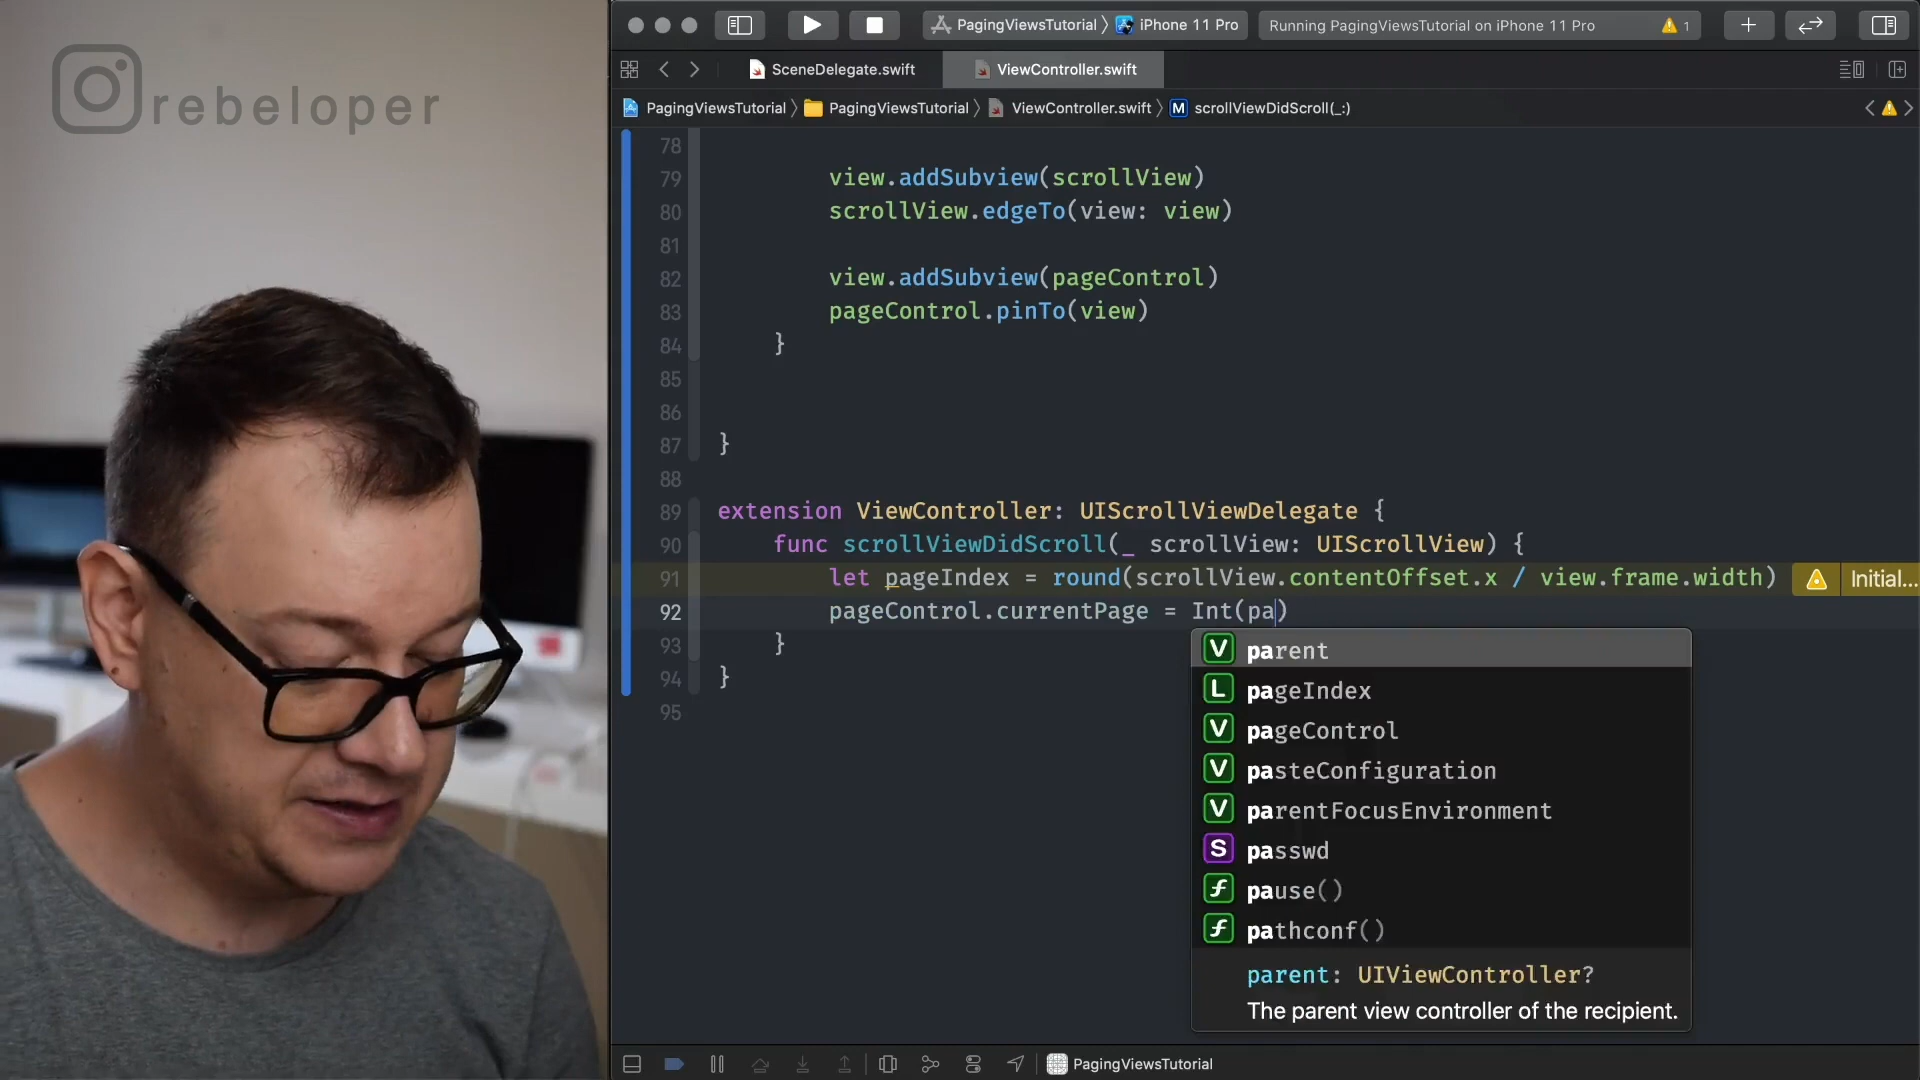 rebeloper
PagingViewsTutorial 〉 iPhone 11 Pro
Running PagingViewsTutorial on iPhone 11 Pro
1
SceneDelegate.swift
ViewController.swift
PagingViewsTutorial 〉 PagingViewsTutorial 〉 ViewController.swift 〉 M scrollViewDidScroll(_:)
78
79 view.addSubview(scrollView)
80 scrollView.edgeTo(view: view)
81
82 view.addSubview(pageControl)
83 pageControl.pinTo(view)
84 }
85
86
87 }
88
89 extension ViewController: UIScrollViewDelegate {
90 func scrollViewDidScroll(_ scrollView: UIScrollView) {
91 let pageIndex = round(scrollView.contentOffset.x / view.frame.width) Initial...
92 pageControl.currentPage = Int(pa)
93 }
94 }
95
V parent
L pageIndex
V pageControl
V pasteConfiguration
V parentFocusEnvironment
S passwd
f pause()
f pathconf()
parent: UIViewController?
The parent view controller of the recipient.
PagingViewsTutorial